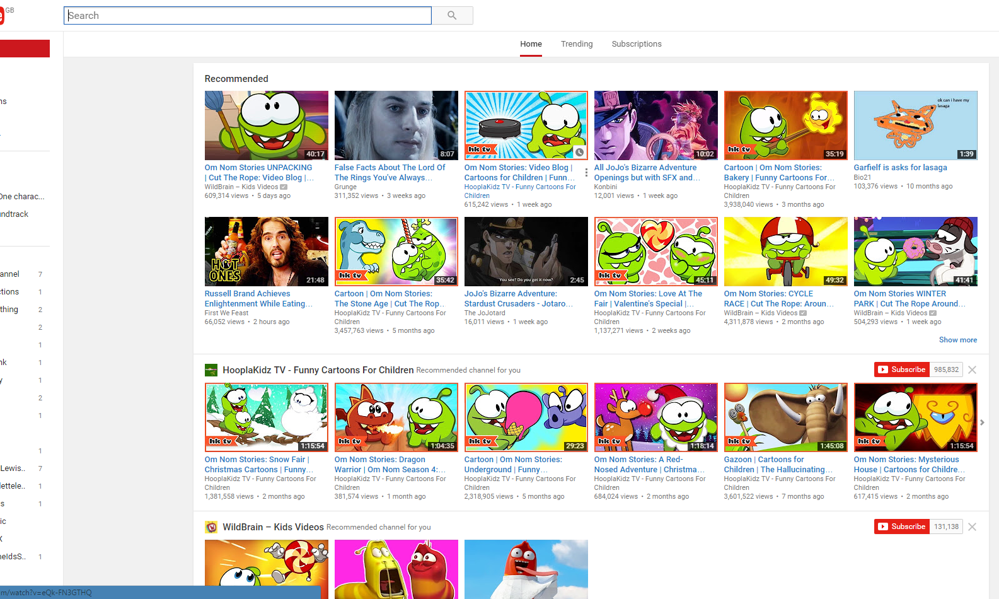 GB
Search
Home
Trending
Subscriptions
ns
One charac...
undtrack
annel 7
ctions 1
thing 2
2
1
nk 1
y 1
2
1
1
Lewis.. 7
lettele.. 1
s 1
ic
X
neIdsS.. 1
Recommended
40:17
Om Nom Stories UNPACKING
| Cut The Rope: Video Blog |...
WildBrain – Kids Videos
609,314 views • 5 days ago
8:07
False Facts About The Lord Of
The Rings You've Always...
Grunge
311,352 views • 3 weeks ago
hk tv
Om Nom Stories: Video Blog |
Cartoons for Children | Funn...
HooplaKidz TV - Funny Cartoons For
Children
615,242 views • 1 week ago
10:02
All JoJo's Bizarre Adventure
Openings but with SFX and...
Konbini
12,001 views • 1 week ago
hk tv
35:19
Cartoon | Om Nom Stories:
Bakery | Funny Cartoons For...
HooplaKidz TV - Funny Cartoons For
Children
3,938,040 views • 3 months ago
ok can i have my
lasaga
1:39
Garfielf is asks for lasaga
Bio21
103,376 views • 10 months ago
HOT
ONES
21:48
Russell Brand Achieves
Enlightenment While Eating...
First We Feast
66,052 views • 2 hours ago
hk tv
35:42
Cartoon | Om Nom Stories:
The Stone Age | Cut The Rop...
HooplaKidz TV - Funny Cartoons For
Children
3,457,763 views • 5 months ago
You see? Do you get it now?
2:45
JoJo's Bizarre Adventure:
Stardust Crusaders - Jotaro...
The JoJotard
16,011 views • 1 week ago
hk tv
45:11
Om Nom Stories: Love At The
Fair | Valentine's Special |...
HooplaKidz TV - Funny Cartoons For
Children
1,137,271 views • 2 weeks ago
49:32
Om Nom Stories: CYCLE
RACE | Cut The Rope: Aroun...
WildBrain – Kids Videos
4,311,878 views • 2 months ago
41:41
Om Nom Stories WINTER
PARK | Cut The Rope Around...
WildBrain – Kids Videos
504,293 views • 1 week ago
Show more
HooplaKidz TV - Funny Cartoons For Children Recommended channel for you
Subscribe 985,832
hk tv
1:15:54
Om Nom Stories: Snow Fair |
Christmas Cartoons | Funny...
HooplaKidz TV - Funny Cartoons For
Children
1,381,558 views • 2 months ago
hk tv
1:04:35
Om Nom Stories: Dragon
Warrior | Om Nom Season 4:...
HooplaKidz TV - Funny Cartoons For
Children
381,574 views • 1 month ago
hk tv
29:23
Cartoon | Om Nom Stories:
Underground | Funny...
HooplaKidz TV - Funny Cartoons For
Children
2,318,905 views • 5 months ago
hk tv
1:18:14
Om Nom Stories: A Red-
Nosed Adventure | Christma...
HooplaKidz TV - Funny Cartoons For
Children
684,024 views • 2 months ago
hk tv
1:45:08
Gazoon | Cartoons for
Children | The Hallucinating...
HooplaKidz TV - Funny Cartoons For
Children
3,601,522 views • 7 months ago
hk tv
1:15:54
Om Nom Stories: Mysterious
House | Cartoons for Childre...
HooplaKidz TV - Funny Cartoons For
Children
617,415 views • 2 months ago
WildBrain – Kids Videos Recommended channel for you
Subscribe 131,138
m/watch?v=eQk-FN3GTHQ